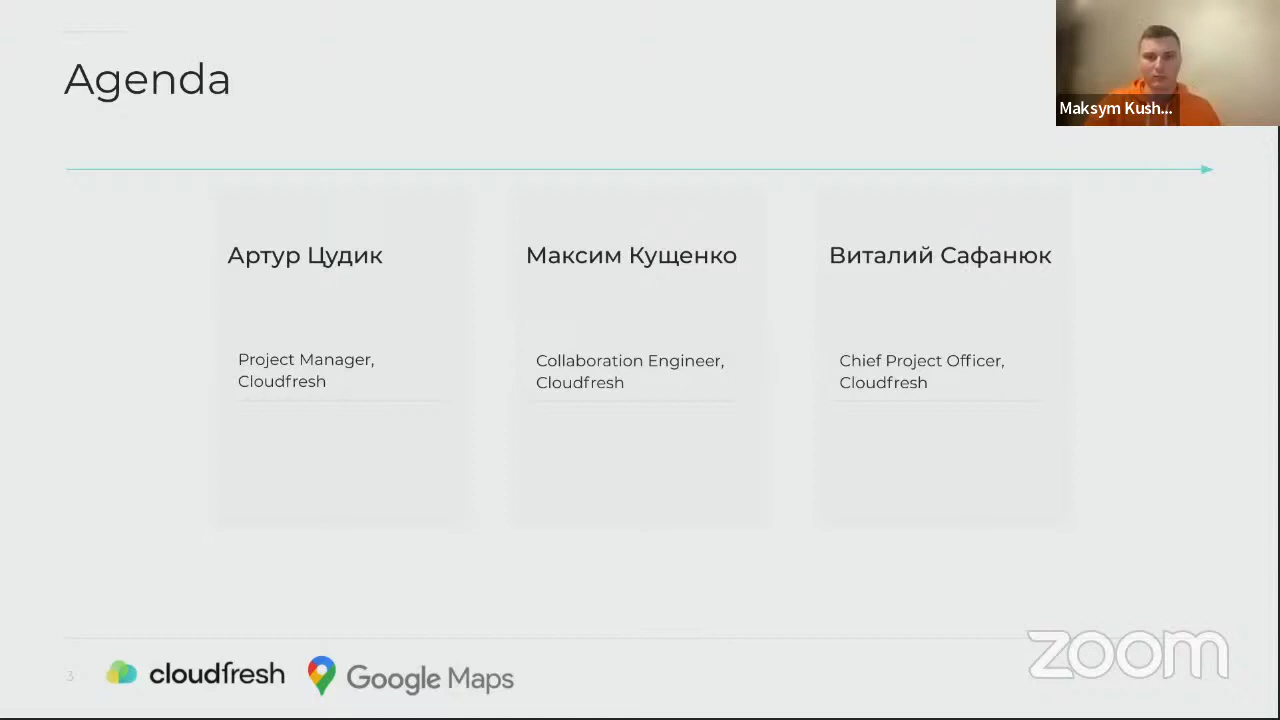 Agenda
Maksym Kush...
Артур Цудик
Максим Кущенко
Виталий Сафанюк
Project Manager,
Cloudfresh
Collaboration Engineer,
Cloudfresh
Chief Project Officer,
Cloudfresh
3
cloudfresh
Google Maps
zoom